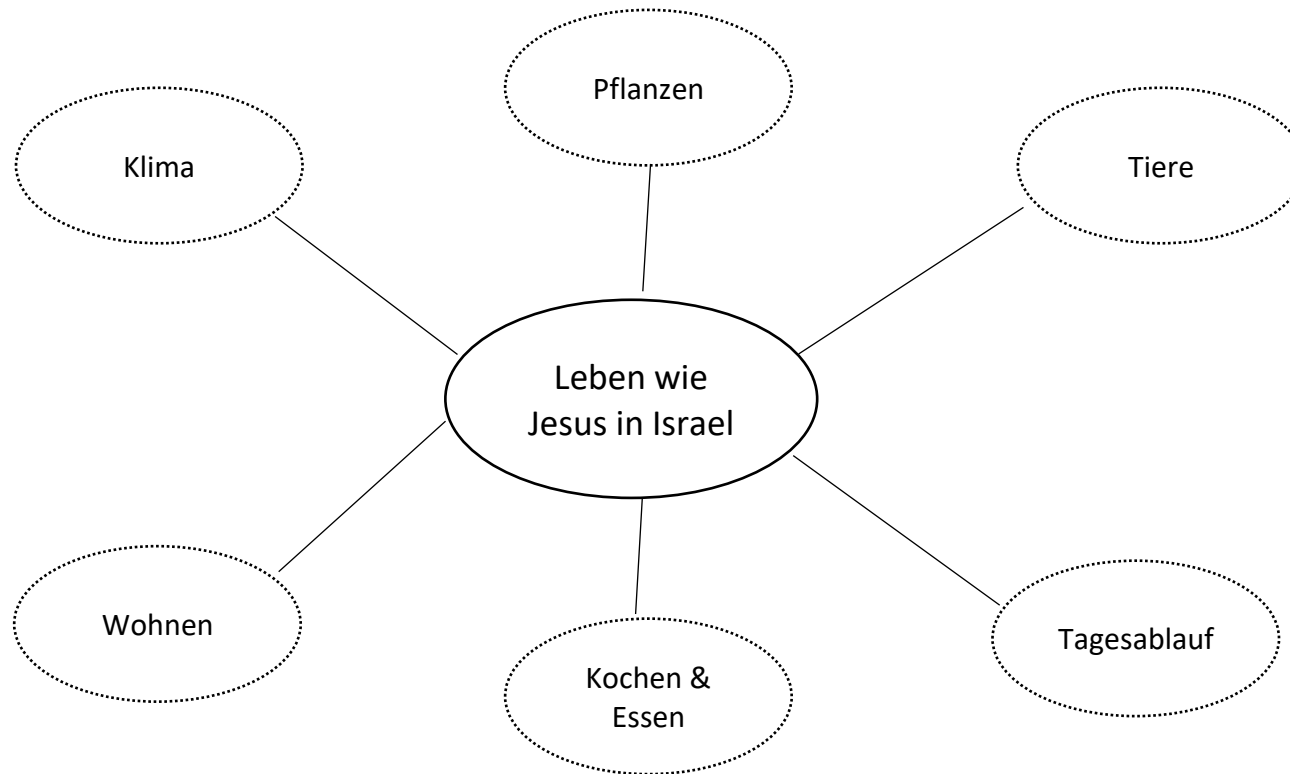 Pflanzen
Klima
Tiere
Leben wie
Jesus in Israel
Wohnen
Tagesablauf
Kochen &
Essen